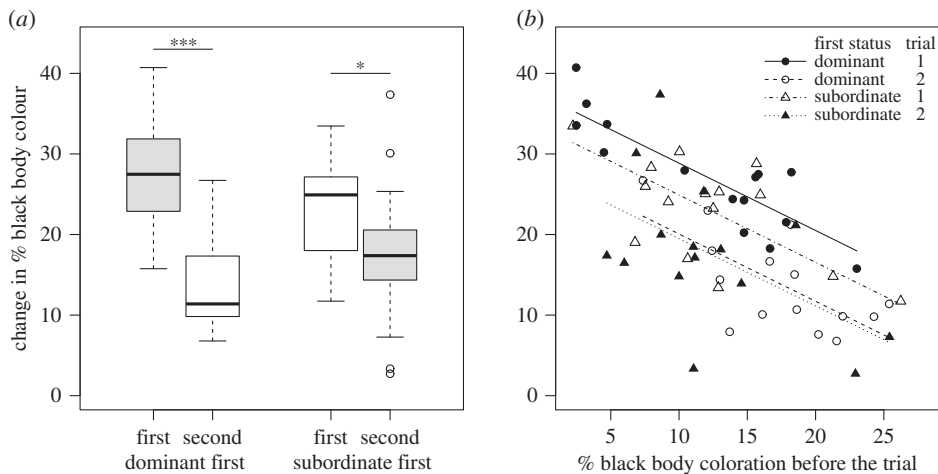 (a)
***
*
40
30
20
10
0
change in % black body colour
first second first second
dominant first subordinate first
(b)
first status trial
dominant 1
dominant 2
subordinate 1
subordinate 2
40
30
20
10
0
5 10 15 20 25
% black body coloration before the trial